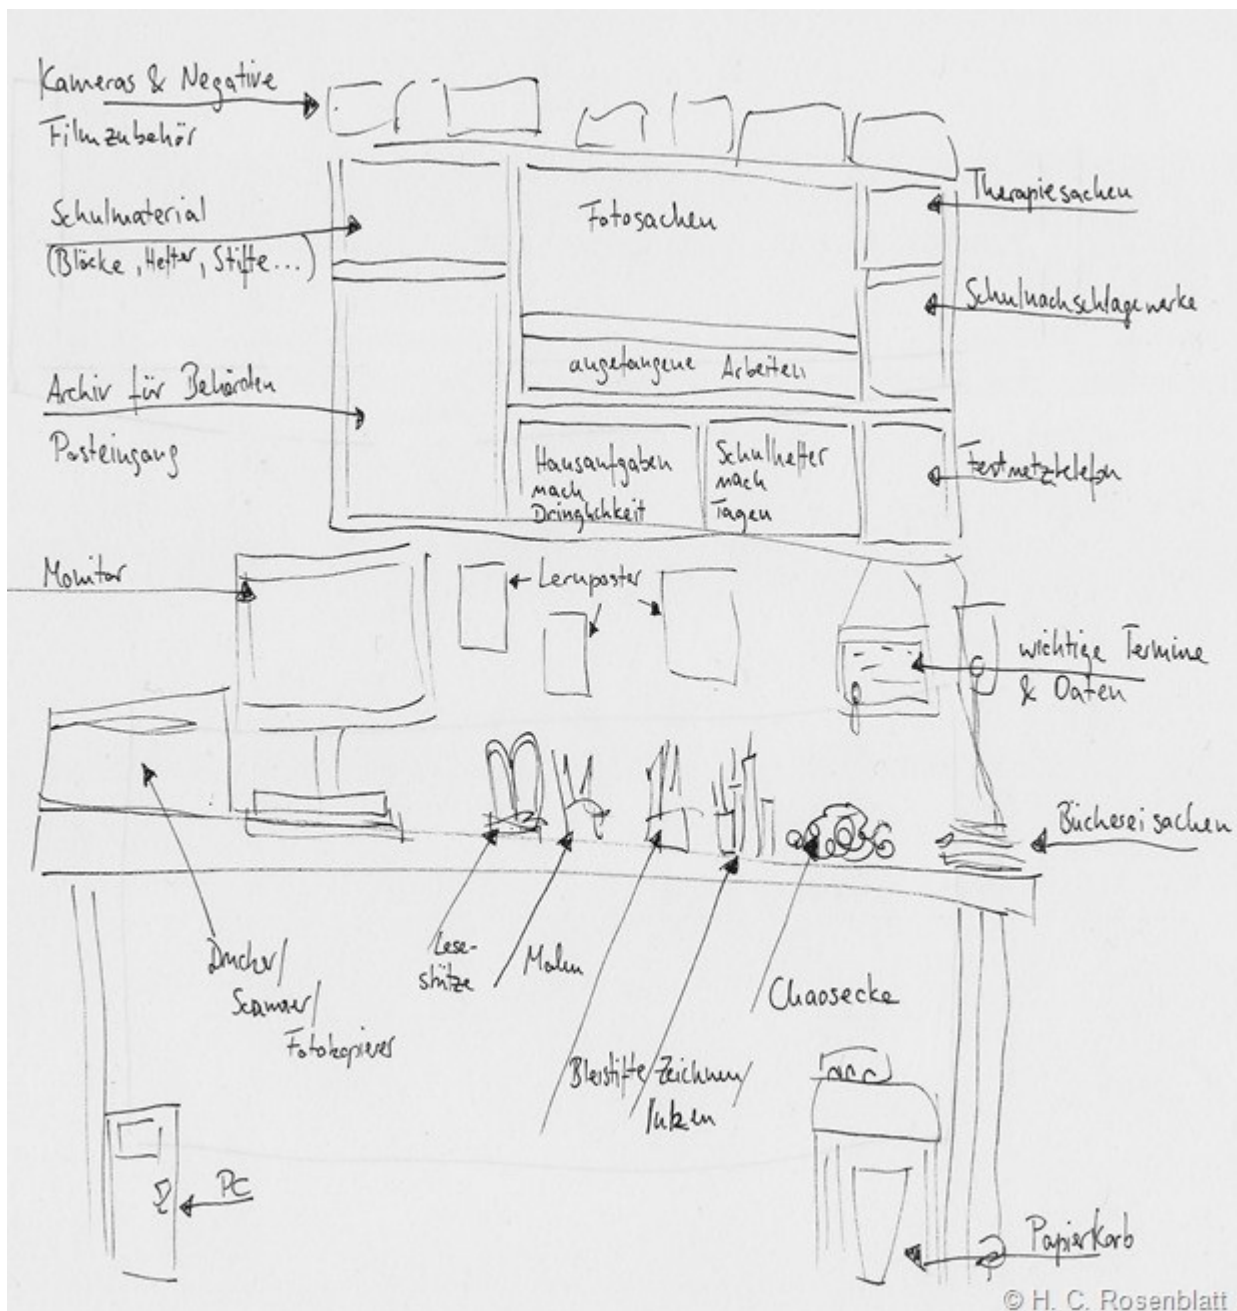 Kameras & Negative
Filmzubehör
Schulmaterial
(Blöcke, Hefter, Stifte...)
Archiv für Behörden
Posteingang
Monitor
Fotosachen
angefangene Arbeiten
Hausaufgaben
nach
Dringlichkeit
Schulhefter
nach
Tagen
Therapiesachen
Schulnachschlagewerke
Festnetztelefon
Lernposter
wichtige Termine
& Daten
Büchereisachen
Drucker/
Scanner/
Fotokopierer
Lese-
stütze
Malen
Chaosecke
Bleistifte/Zeichnen/
PC
Papierkorb
© H. C. Rosenblatt